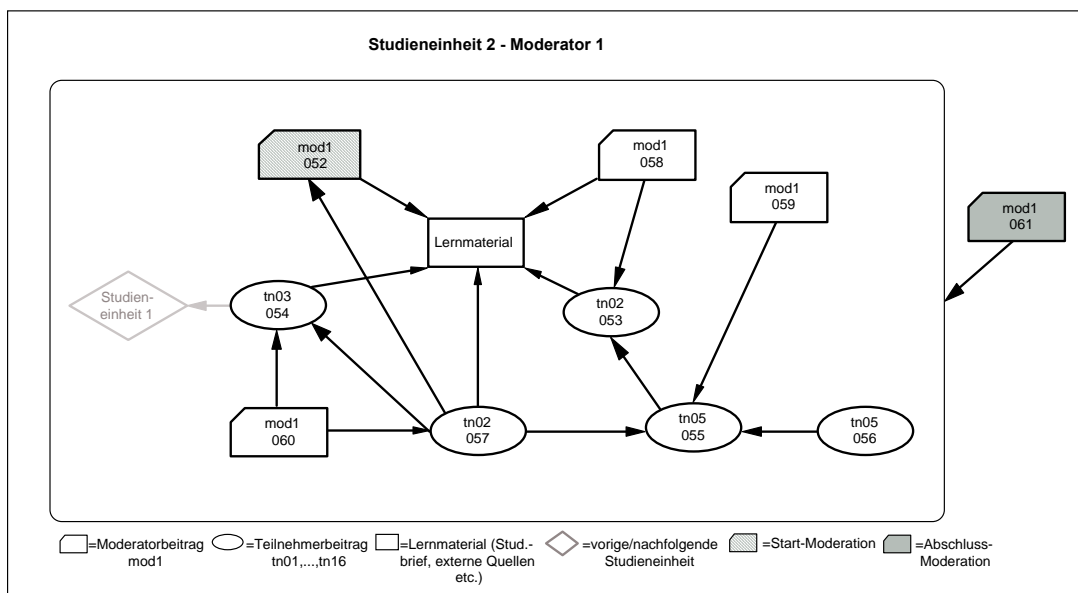 Studieneinheit 2 - Moderator 1
mod1
052
mod1
058
mod1
059
mod1
061
Lernmaterial
Studien-
einheit 1
tn03
054
tn02
053
mod1
060
tn02
057
tn05
055
tn05
056
=Moderatorbeitrag
mod1
=Teilnehmerbeitrag
tn01,...,tn16
=Lernmaterial (Stud.-
brief, externe Quellen
etc.)
=vorige/nachfolgende
Studieneinheit
=Start-Moderation
=Abschluss-
Moderation